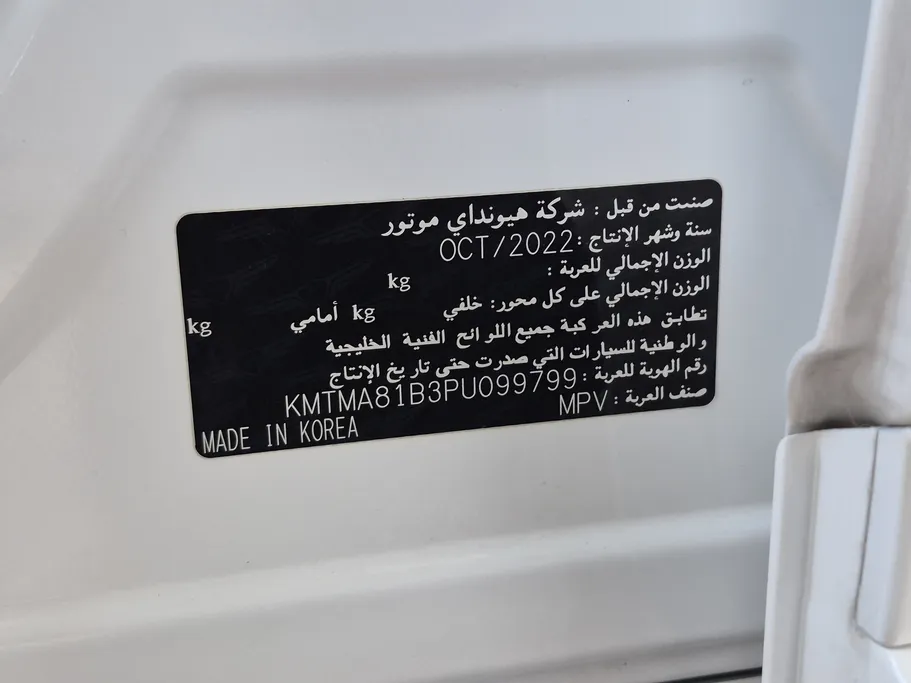 صنعت من قبل : شركة هيونداي موتور
سنة وشهر الإنتاج : OCT/2022
الوزن الإجمالي للعربة : kg
الوزن الإجمالي على كل محور: خلفي kg أمامي kg
تطابق هذه المركبة جميع اللوائح الفنية الخليجية
والوطنية للسيارات التي صدرت حتى تاريخ الإنتاج
رقم الهوية للعربة : KMTMA81B3PU099799
صنف العربة : MPV
MADE IN KOREA